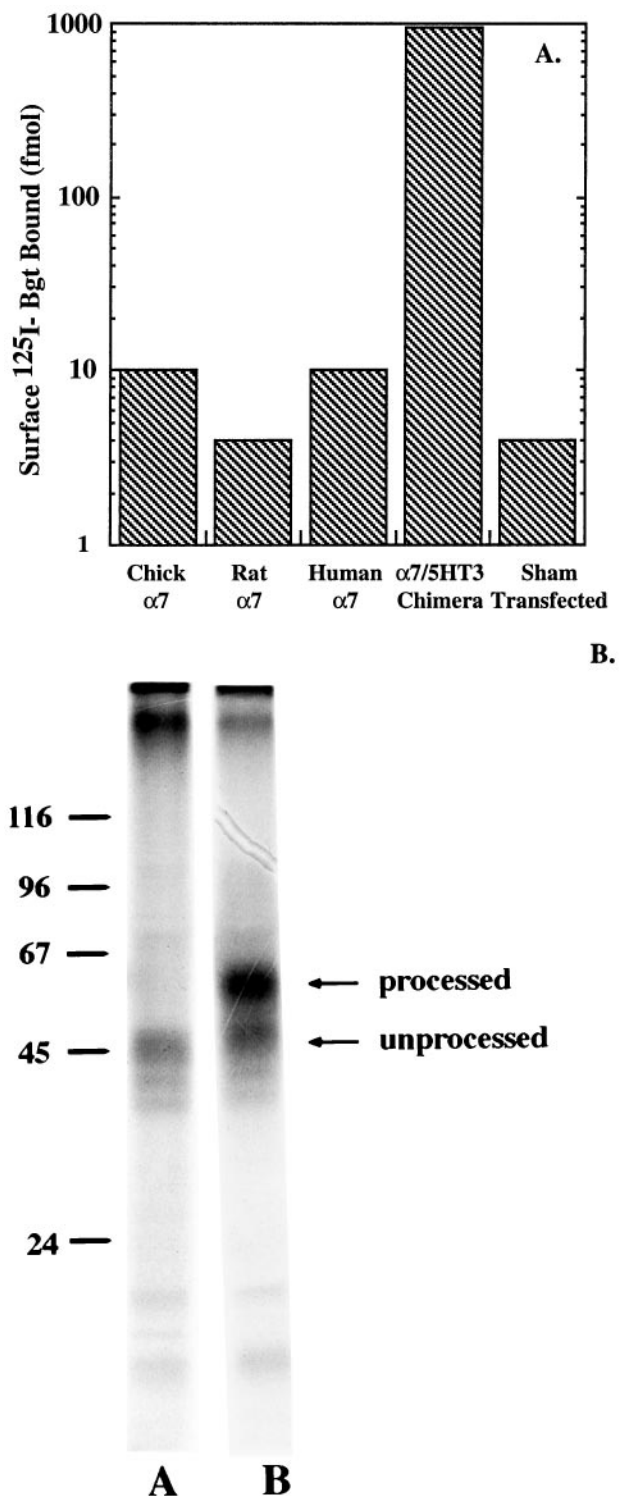 A.
Surface 125I- Bgt Bound (fmol)
1000
100
10
1
Chick α7
Rat α7
Human α7
α7/5HT3 Chimera
Sham Transfected
B.
116
96
67
45
24
processed
unprocessed
A
B